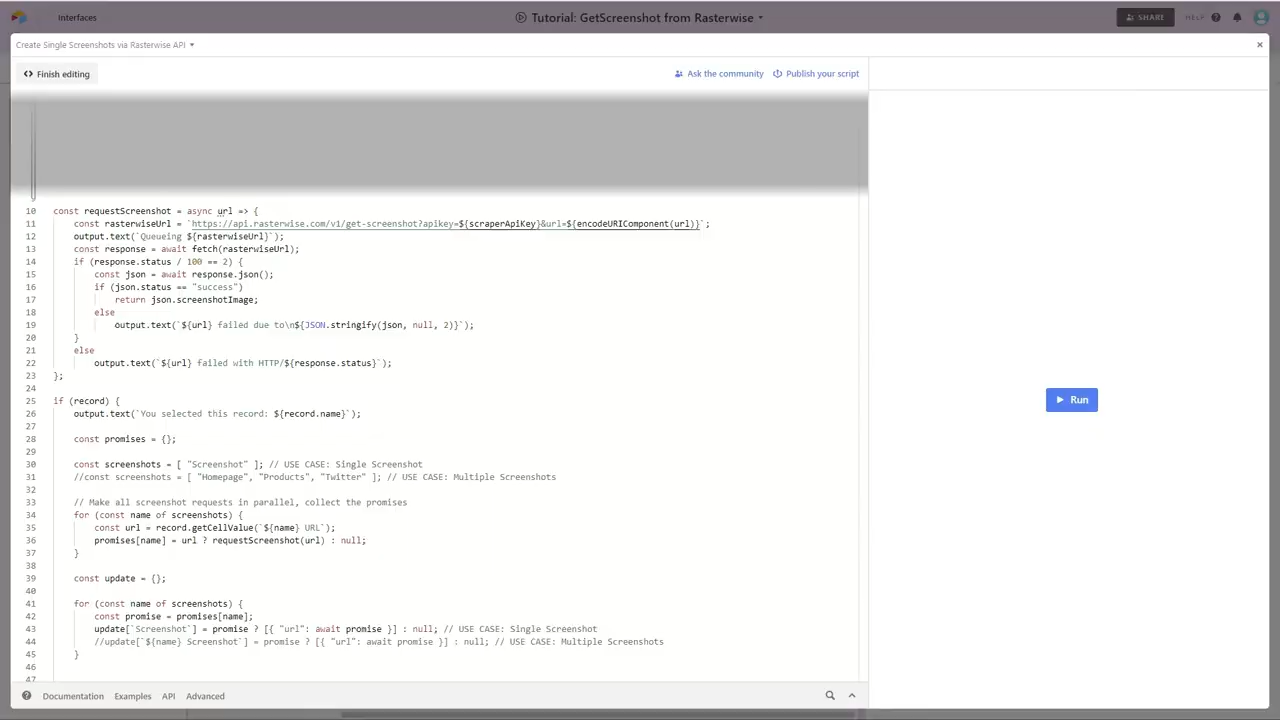 Interfaces
Tutorial: GetScreenshot from Rasterwise
SHARE
HELP
Create Single Screenshots via Rasterwise API
Finish editing
Ask the community
Publish your script
10 const requestScreenshot = async url => {
11 const rasterwiseUrl = `https://api.rasterwise.com/v1/get-screenshot?apikey=${scraperApiKey}&url=${encodeURIComponent(url)}`;
12 output.text(`Queueing ${rasterwiseUrl}`);
13 const response = await fetch(rasterwiseUrl);
14 if (response.status / 100 == 2) {
15 const json = await response.json();
16 if (json.status == "success")
17 return json.screenshotImage;
18 else
19 output.text(`${url} failed due to\n${JSON.stringify(json, null, 2)}`);
20 }
21 else
22 output.text(`${url} failed with HTTP/${response.status}`);
23 };
24
25 if (record) {
26 output.text(`You selected this record: ${record.name}`);
27
28 const promises = {};
29
30 const screenshots = [ "Screenshot" ]; // USE CASE: Single Screenshot
31 //const screenshots = [ "Homepage", "Products", "Twitter" ]; // USE CASE: Multiple Screenshots
32
33 // Make all screenshot requests in parallel, collect the promises
34 for (const name of screenshots) {
35 const url = record.getCellValue(`${name} URL`);
36 promises[name] = url ? requestScreenshot(url) : null;
37 }
38
39 const update = {};
40
41 for (const name of screenshots) {
42 const promise = promises[name];
43 update[`Screenshot`] = promise ? [{ "url": await promise }] : null; // USE CASE: Single Screenshot
44 //update[`${name} Screenshot`] = promise ? [{ "url": await promise }] : null; // USE CASE: Multiple Screenshots
45 }
46
47
Run
Documentation
Examples
API
Advanced